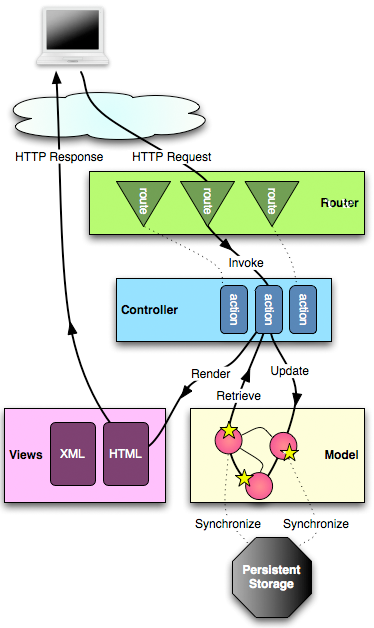 HTTP Response
HTTP Request
route
route
route
Router
Invoke
Controller
action
action
action
Render
Update
Retrieve
Views
XML
HTML
Model
Synchronize
Synchronize
Persistent
Storage